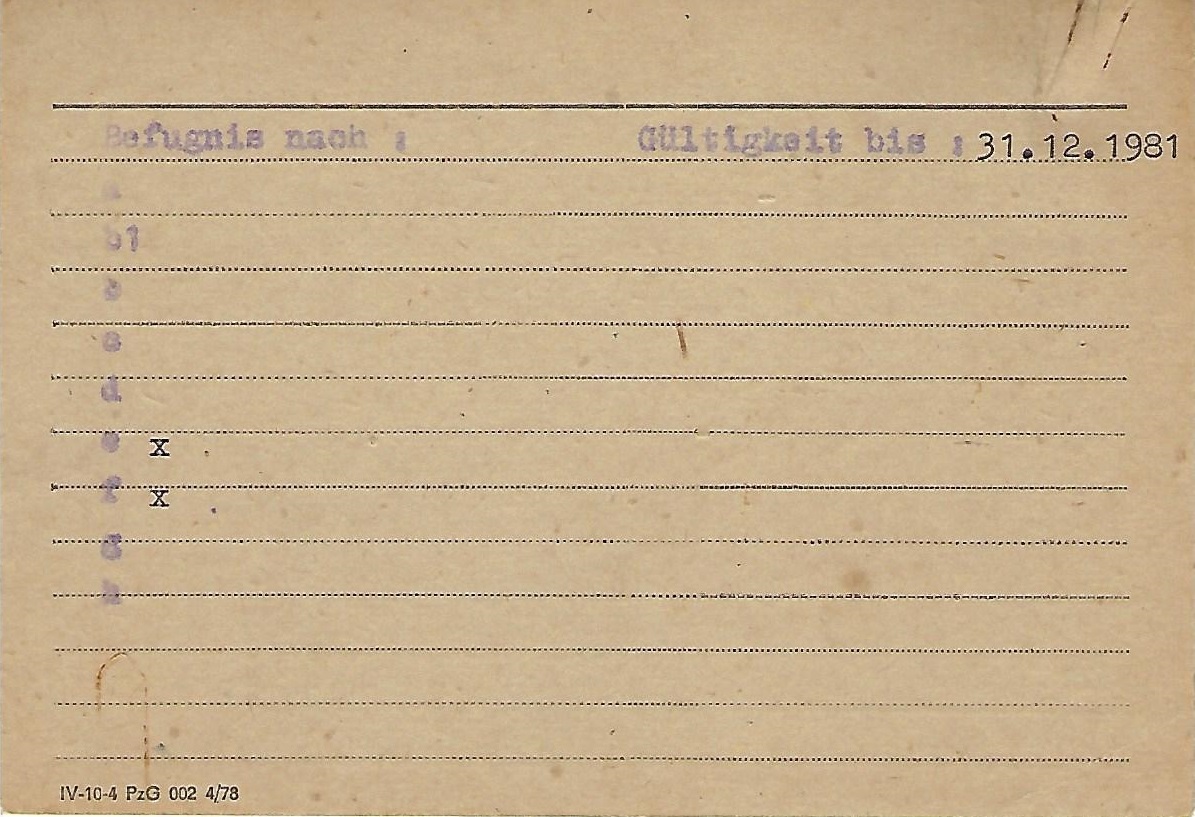 Befugnis nach : Gültigkeit bis : 31.12.1981
a
b1
b
c
d
e x
f x
g
h
IV-10-4 PzG 002 4/78